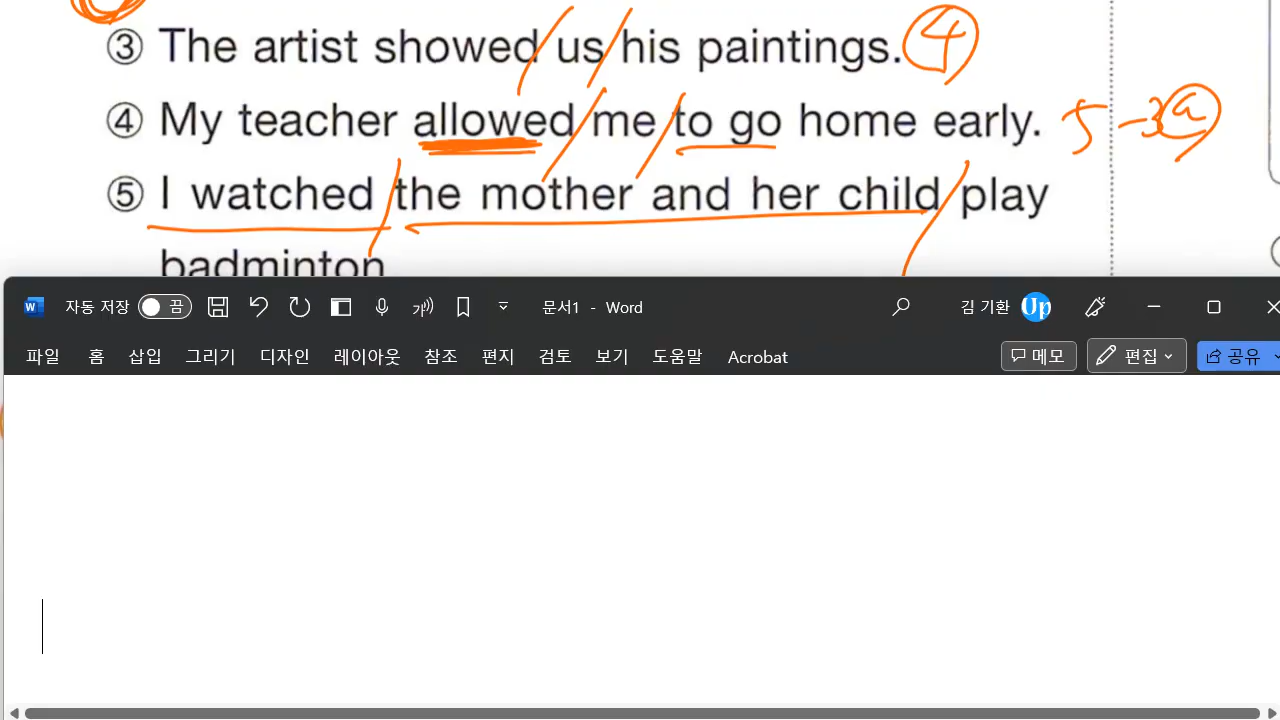 ③ The artist showed us his paintings. ④
④ My teacher allowed me to go home early. 5-3ⓐ
⑤ I watched the mother and her child play
badminton
자동 저장 끔 가 문서1 - Word 김 기환 Up
파일 홈 삽입 그리기 디자인 레이아웃 참조 편지 검토 보기 도움말 Acrobat 메모 편집 공유